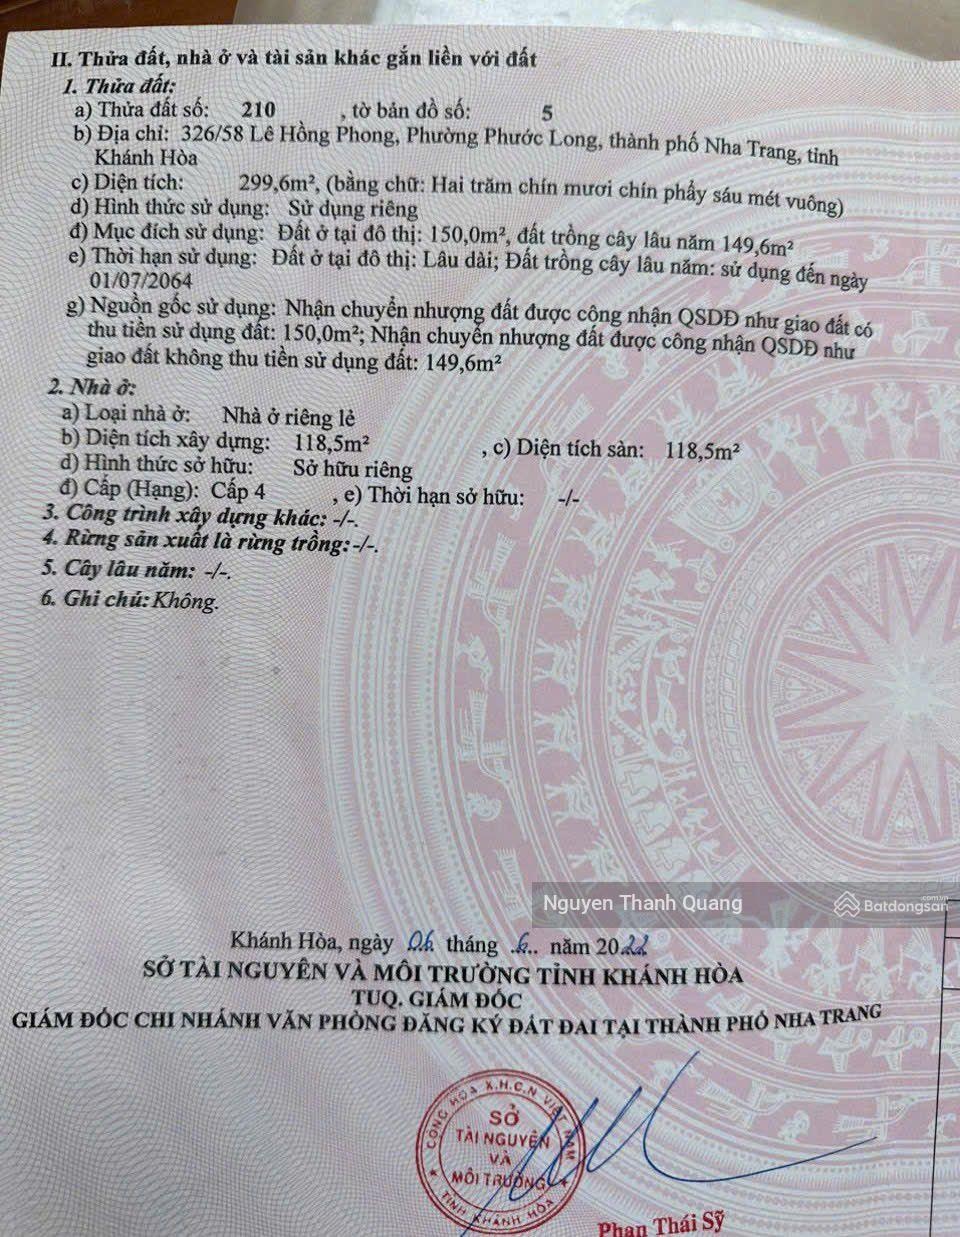 II. Thửa đất, nhà ở và tài sản khác gắn liền với đất
1. Thửa đất:
a) Thửa đất số: 210 , tờ bản đồ số: 5
b) Địa chỉ: 326/58 Lê Hồng Phong, Phường Phước Long, thành phố Nha Trang, tỉnh
Khánh Hòa
c) Diện tích: 299,6m², (bằng chữ: Hai trăm chín mươi chín phẩy sáu mét vuông)
d) Hình thức sử dụng: Sử dụng riêng
đ) Mục đích sử dụng: Đất ở tại đô thị: 150,0m², đất trồng cây lâu năm 149,6m²
e) Thời hạn sử dụng: Đất ở tại đô thị: Lâu dài; Đất trồng cây lâu năm: sử dụng đến ngày
01/07/2064
g) Nguồn gốc sử dụng: Nhận chuyển nhượng đất được công nhận QSDĐ như giao đất có
thu tiền sử dụng đất: 150,0m²; Nhận chuyển nhượng đất được công nhận QSDĐ như
giao đất không thu tiền sử dụng đất: 149,6m²
2. Nhà ở:
a) Loại nhà ở: Nhà ở riêng lẻ
b) Diện tích xây dựng: 118,5m² , c) Diện tích sàn: 118,5m²
d) Hình thức sở hữu: Sở hữu riêng
đ) Cấp (Hạng): Cấp 4 , e) Thời hạn sở hữu: -/-
3. Công trình xây dựng khác: -/-.
4. Rừng sản xuất là rừng trồng: -/-.
5. Cây lâu năm: -/-.
6. Ghi chú: Không.
Nguyen Thanh Quang
Batdongsan.com.vn
Khánh Hòa, ngày 06 tháng .6.. năm 2022
SỞ TÀI NGUYÊN VÀ MÔI TRƯỜNG TỈNH KHÁNH HÒA
TUQ. GIÁM ĐỐC
GIÁM ĐỐC CHI NHÁNH VĂN PHÒNG ĐĂNG KÝ ĐẤT ĐAI TẠI THÀNH PHỐ NHA TRANG
CỘNG HÒA X.H.C.N VIỆT NAM
SỞ
TÀI NGUYÊN
VÀ
MÔI TRƯỜNG
TỈNH KHÁNH HÒA
Phan Thái Sỹ